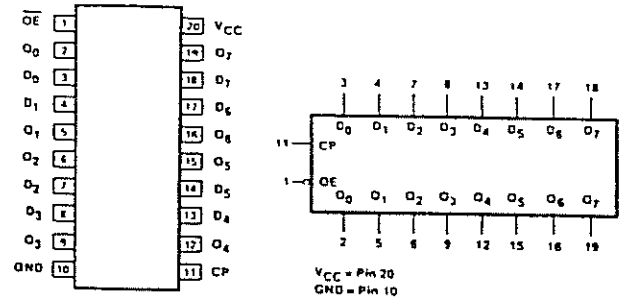 OE 1 20 VCC
O0 2 19 O7
D0 3 18 D7
D1 4 17 D6
O1 5 16 O6
O2 6 15 O5
D2 7 14 D5
D3 8 13 D4
O3 9 12 O4
GND 10 11 CP
3 4 7 8 13 14 17 18
D0 D1 D2 D3 D4 D5 D6 D7
11 CP
1 OE
O0 O1 O2 O3 O4 O5 O6 O7
2 5 6 9 12 15 16 19
VCC = Pin 20
GND = Pin 10